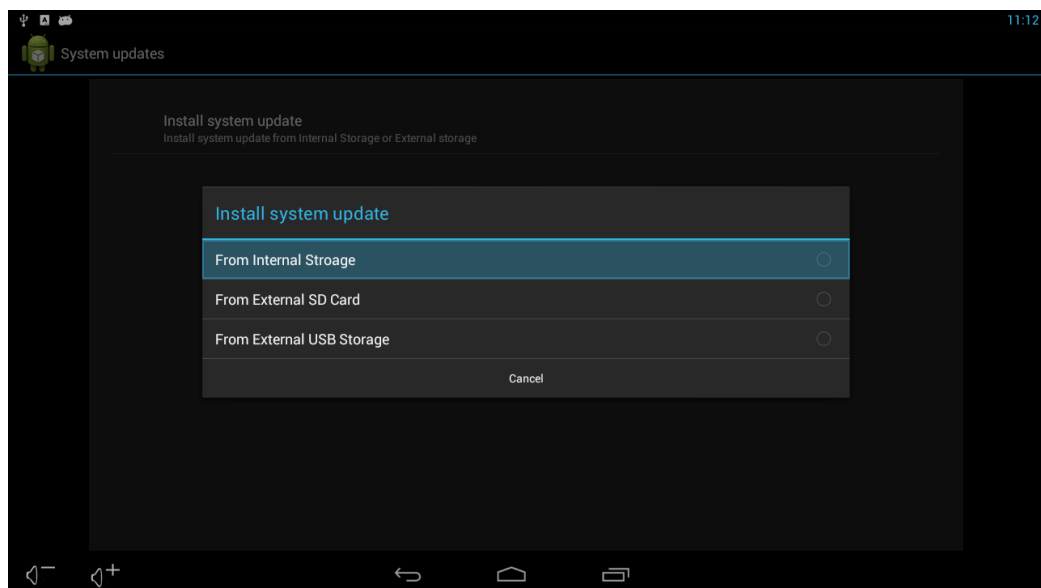 11:12
System updates
Install system update
Install system update from Internal Storage or External storage
Install system update
From Internal Stroage
From External SD Card
From External USB Storage
Cancel